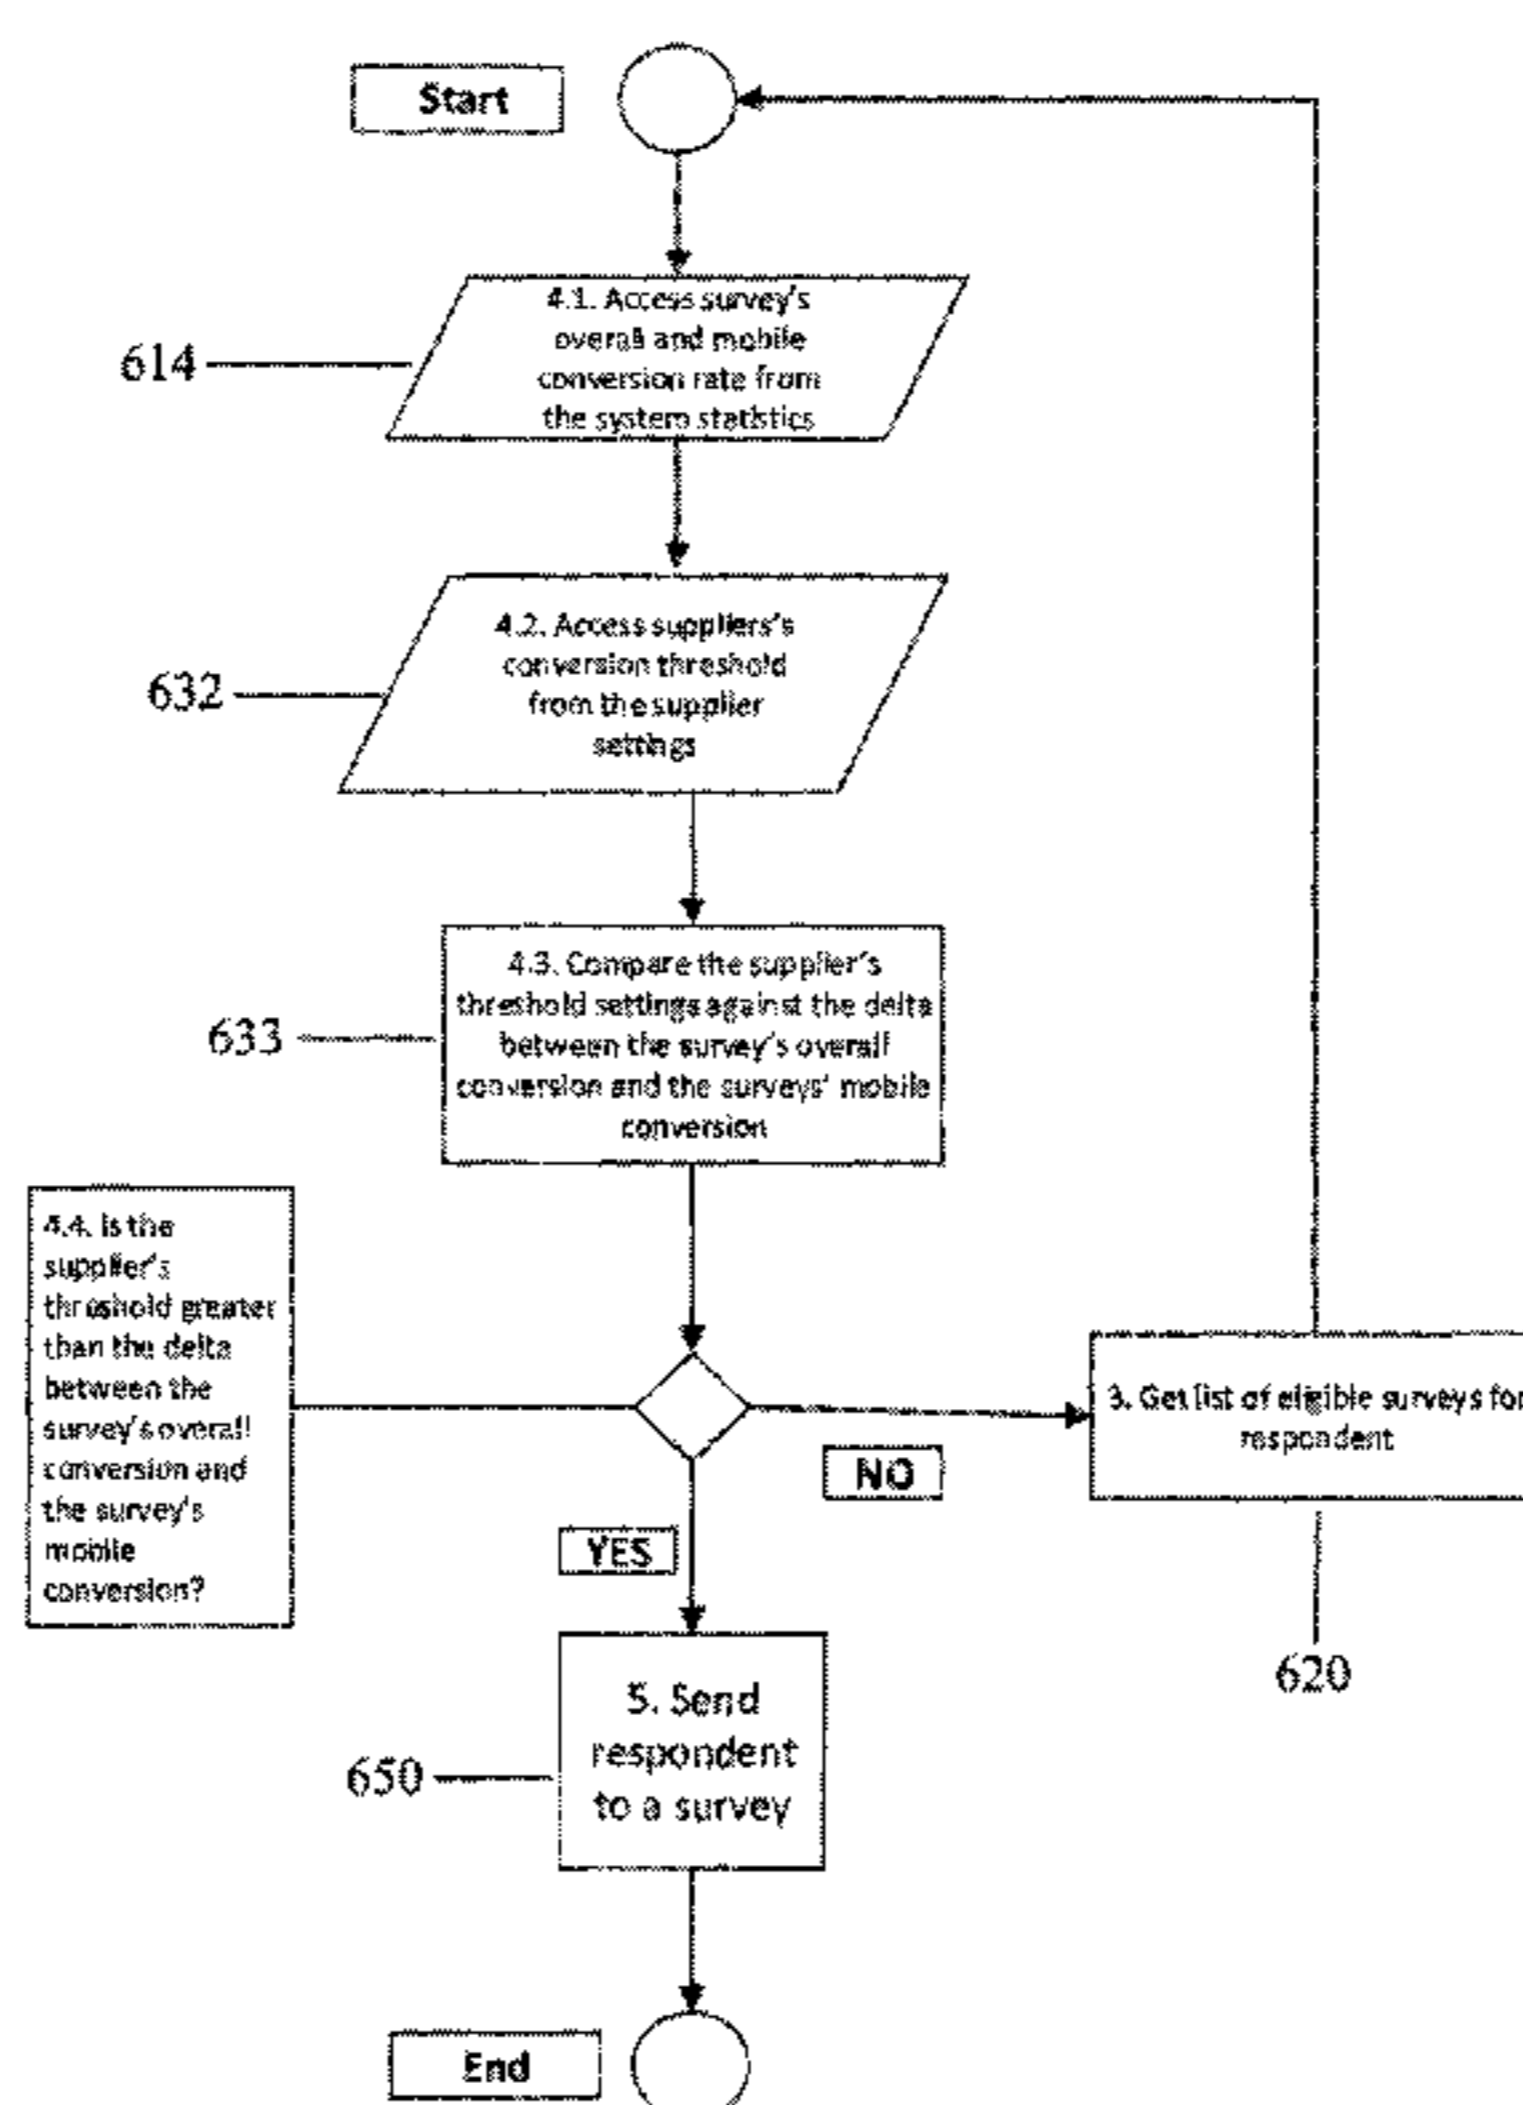 Start
4.1. Access survey's
overall and mobile
conversion rate from
the system statistics
614
4.2. Access suppliers's
conversion threshold
from the supplier
settings
632
4.3. Compare the supplier's
threshold settings against the delta
between the survey's overall
conversion and the surveys' mobile
conversion
633
4.4. Is the
supplier's
threshold greater
than the delta
between the
survey's overall
conversion and
the survey's
mobile
conversion?
NO
3. Get list of eligible surveys for
respondent
620
YES
5. Send
respondent
to a survey
650
End